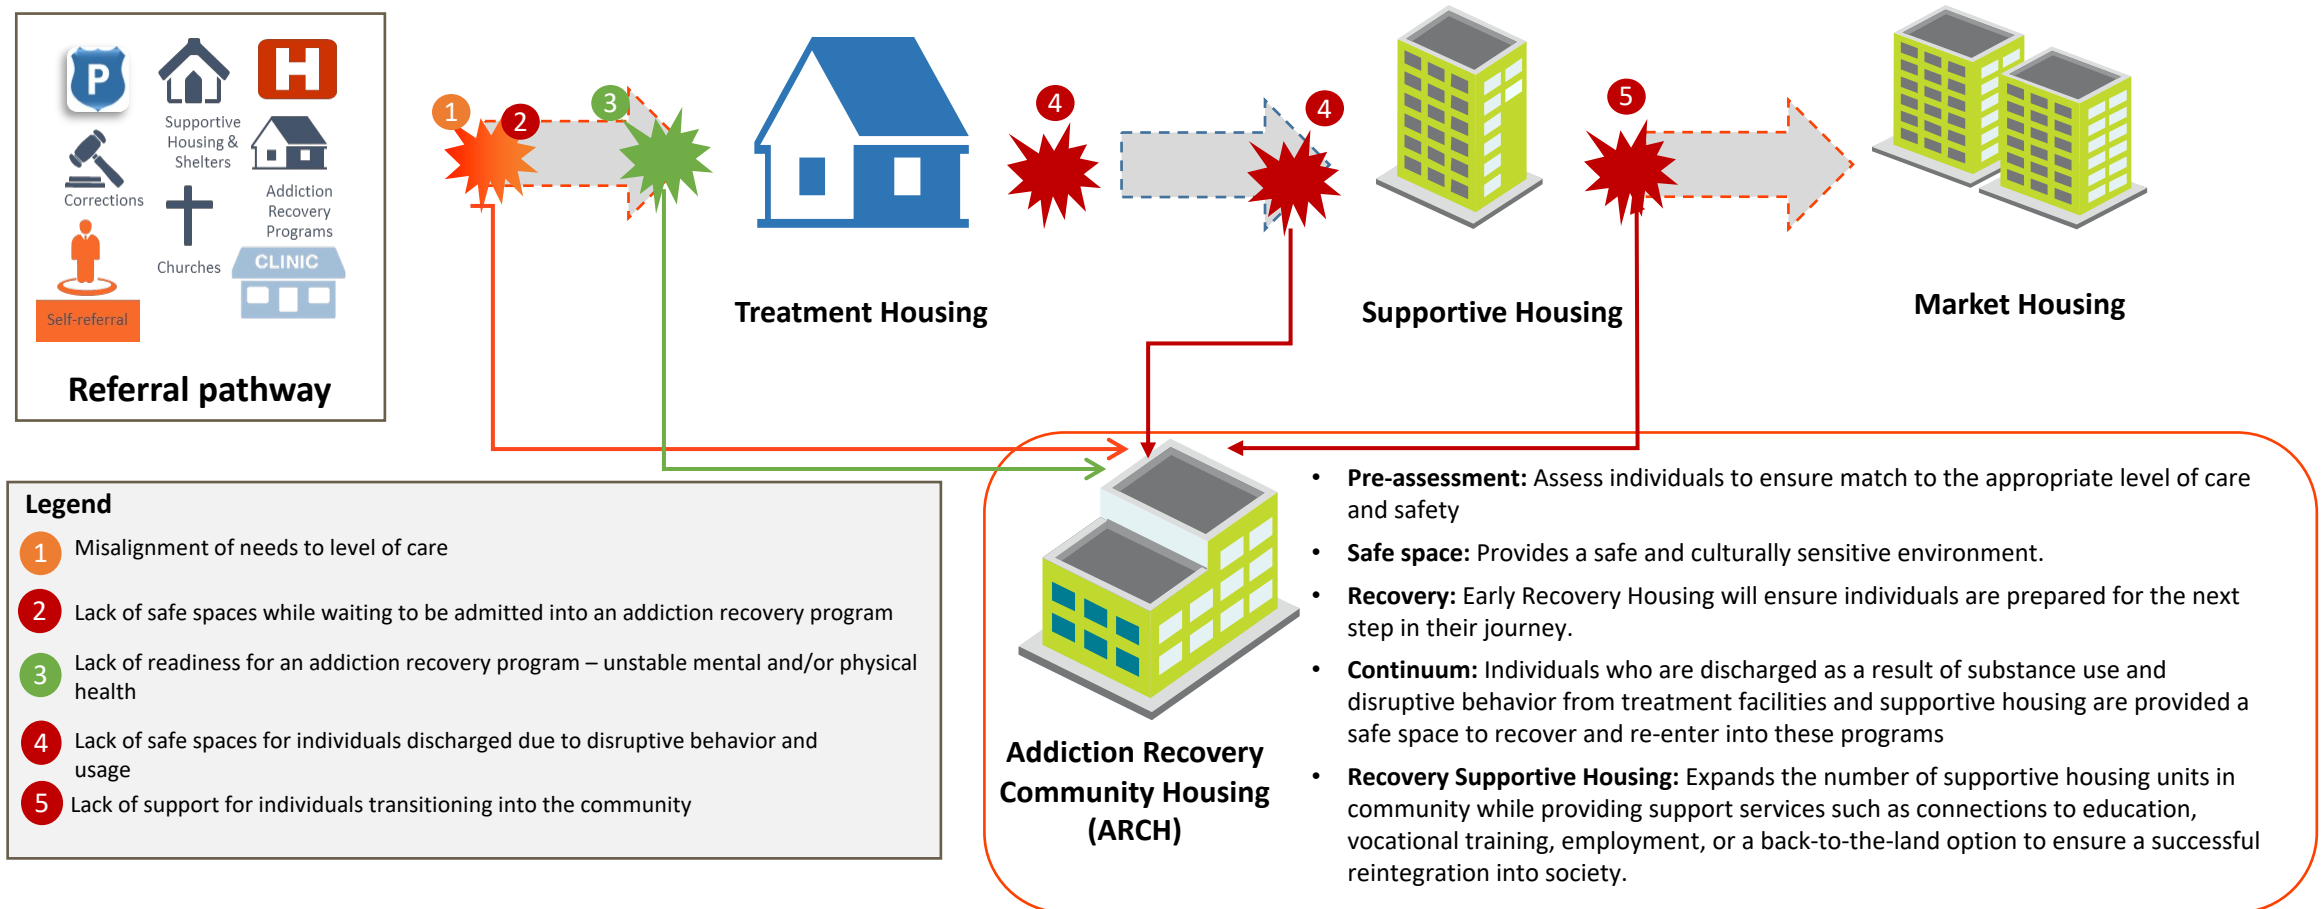 P
H
Supportive
Housing &
Shelters
Corrections
Addiction
Recovery
Programs
Churches
CLINIC
Self-referral
Referral pathway
1
2
3
4
4
5
Treatment Housing
Supportive Housing
Market Housing
Legend
1 Misalignment of needs to level of care
2 Lack of safe spaces while waiting to be admitted into an addiction recovery program
3 Lack of readiness for an addiction recovery program – unstable mental and/or physical
health
4 Lack of safe spaces for individuals discharged due to disruptive behavior and
usage
5 Lack of support for individuals transitioning into the community
Addiction Recovery
Community Housing
(ARCH)
• Pre-assessment: Assess individuals to ensure match to the appropriate level of care
and safety
• Safe space: Provides a safe and culturally sensitive environment.
• Recovery: Early Recovery Housing will ensure individuals are prepared for the next
step in their journey.
• Continuum: Individuals who are discharged as a result of substance use and
disruptive behavior from treatment facilities and supportive housing are provided a
safe space to recover and re-enter into these programs
• Recovery Supportive Housing: Expands the number of supportive housing units in
community while providing support services such as connections to education,
vocational training, employment, or a back-to-the-land option to ensure a successful
reintegration into society.